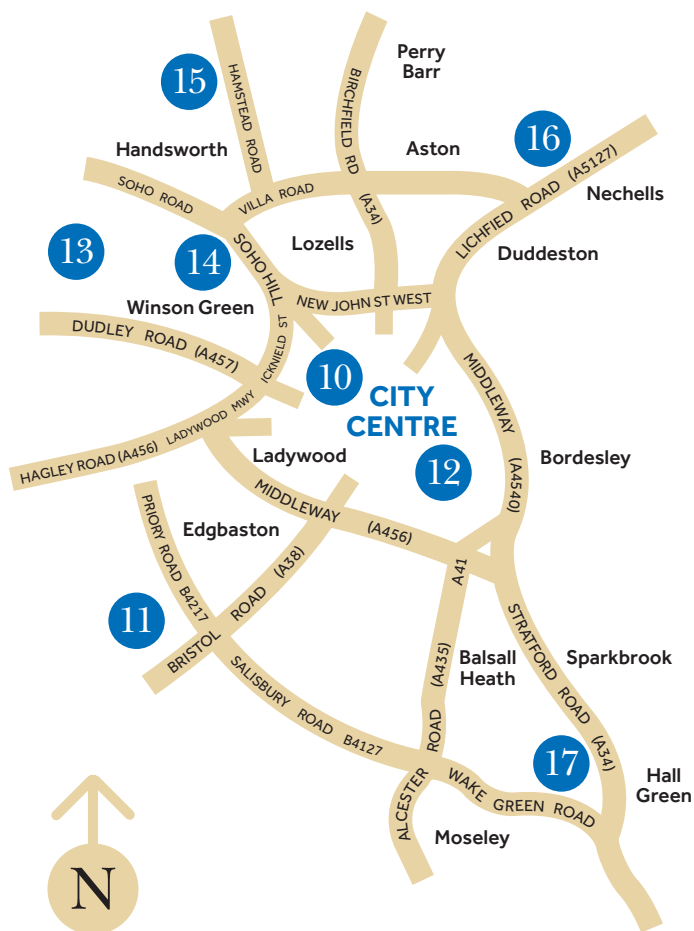 Perry
Barr
15
HAMSTEAD ROAD
BIRCHFIELD RD
(A34)
16
Handsworth
Aston
LICHFIELD ROAD (A5127)
Nechells
SOHO ROAD
VILLA ROAD
13
14
SOHO HILL
Lozells
Duddeston
Winson Green
NEW JOHN ST WEST
DUDLEY ROAD (A457)
ICKNIELD ST
10
CITY
CENTRE
MIDDLEWAY
(A4540)
HAGLEY ROAD (A456)
LADYWOOD MWY
Ladywood
12
Bordesley
MIDDLEWAY
(A456)
PRIORY ROAD B4217
Edgbaston
11
BRISTOL ROAD (A38)
A41
SALISBURY ROAD B4127
ALCESTER ROAD (A435)
Balsall
Heath
STRATFORD ROAD (A34)
Sparkbrook
17
WAKE GREEN ROAD
Hall
Green
Moseley
N